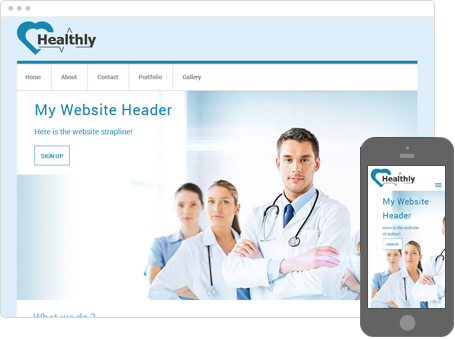 Healthly
Home About Contact Portfolio Gallery
My Website Header
Here is the website strapline!
SIGN UP
What we do ?
Healthly
My Website
Header
Here is the website
strapline!
SIGN UP